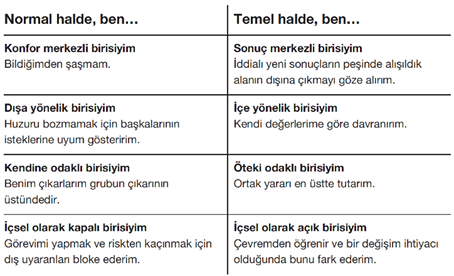 Normal halde, ben…
Temel halde, ben…
Konfor merkezli birisiyim
Bildiğimden şaşmam.
Sonuç merkezli birisiyim
İddialı yeni sonuçların peşinde alışıldık
alanın dışına çıkmayı göze alırım.
Dışa yönelik birisiyim
Huzuru bozmamak için başkalarının
isteklerine uyum gösteririm.
İçe yönelik birisiyim
Kendi değerlerime göre davranırım.
Kendine odaklı birisiyim
Benim çıkarlarım grubun çıkarının
üstündedir.
Öteki odaklı birisiyim
Ortak yararı en üstte tutarım.
İçsel olarak kapalı birisiyim
Görevimi yapmak ve riskten kaçınmak için
dış uyaranları bloke ederim.
İçsel olarak açık birisiyim
Çevremden öğrenir ve bir değişim ihtiyacı
olduğunda bunu fark ederim.